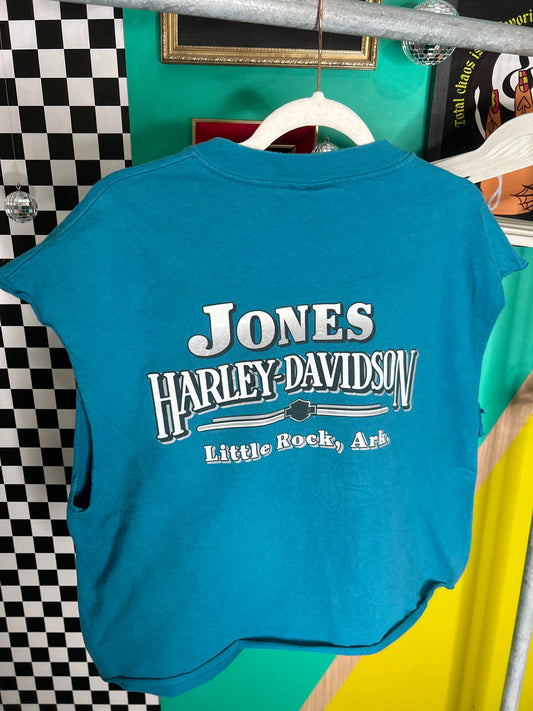 JONES
HARLEY-DAVIDSON
Little Rock, Ark.
Total chaos is